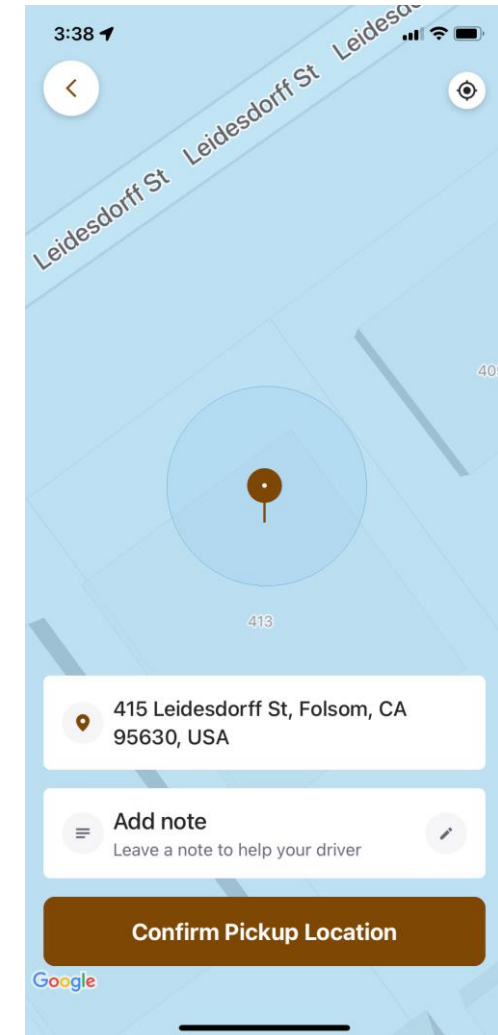 3:38
Leidesdorff St Leidesdorff St
409
413
415 Leidesdorff St, Folsom, CA
95630, USA
Add note
Leave a note to help your driver
Confirm Pickup Location
Google